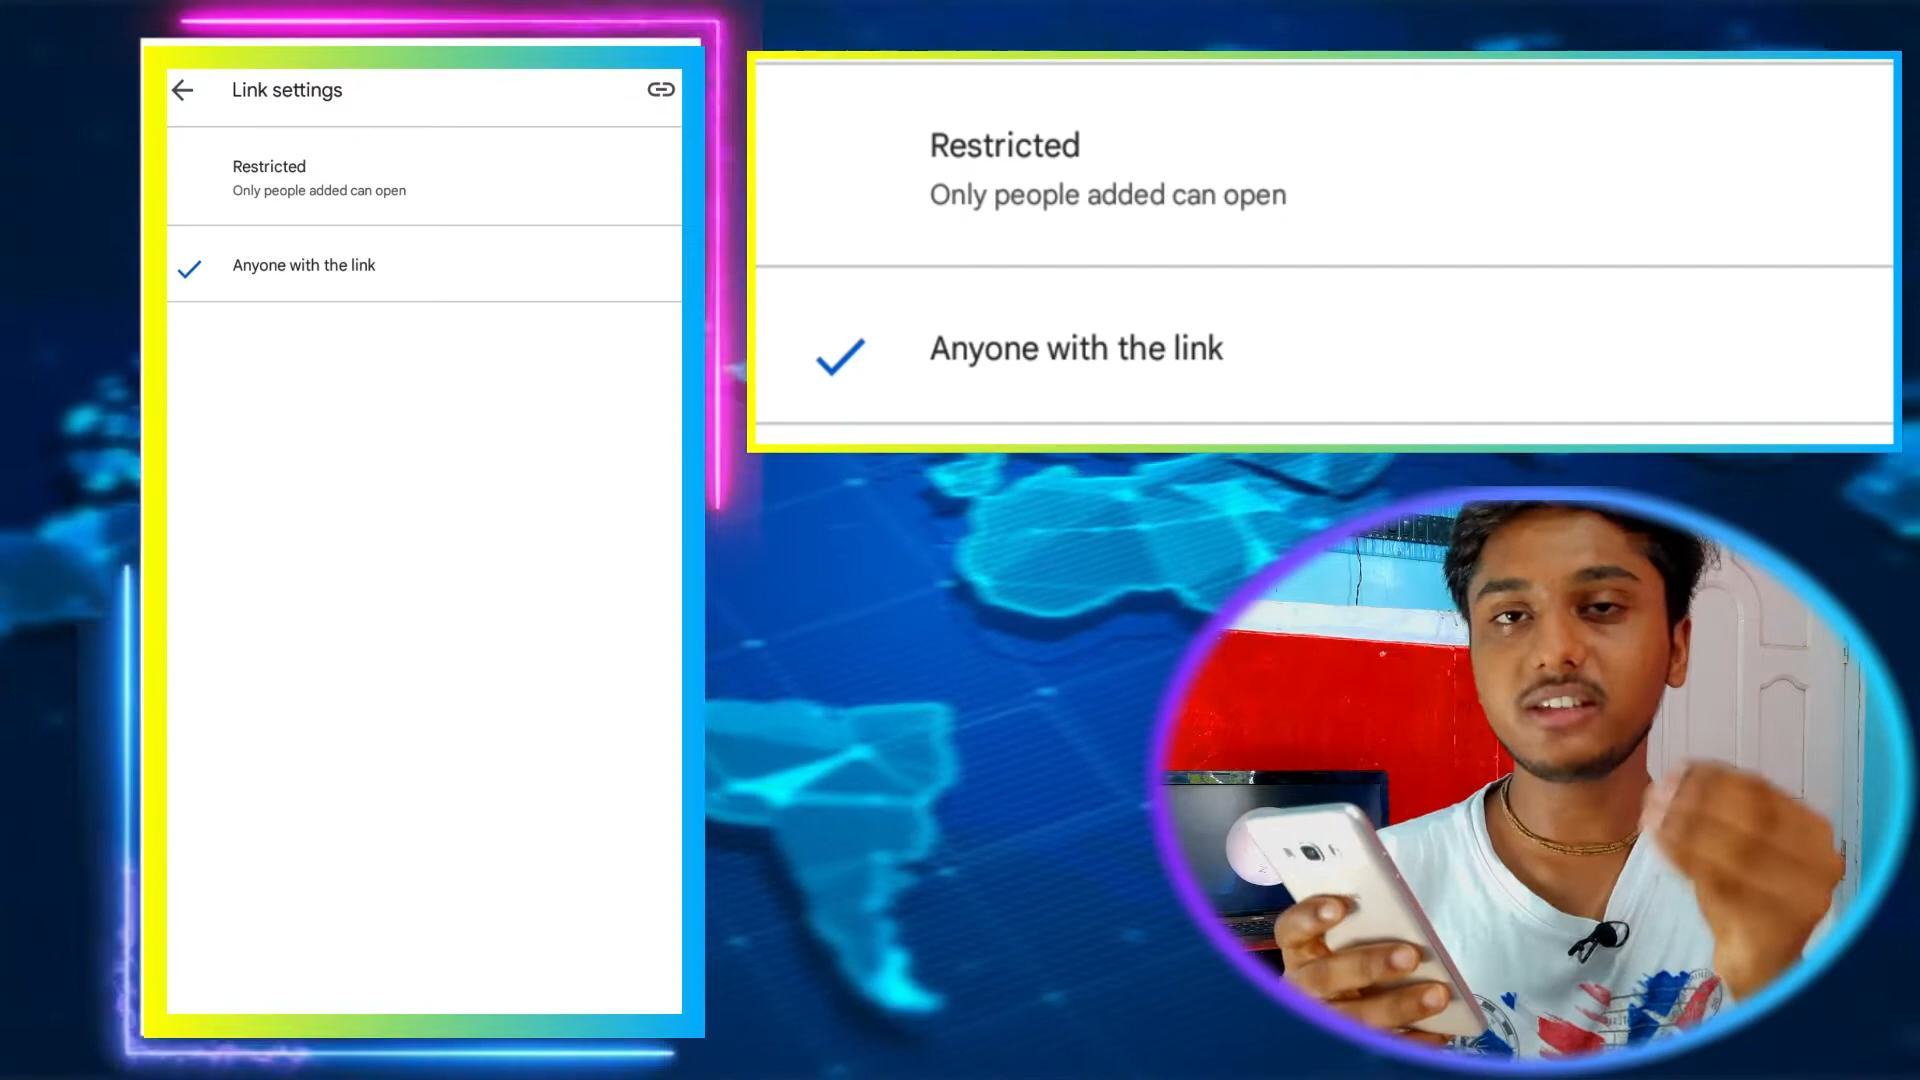 Link settings
Restricted
Only people added can open
Anyone with the link
Restricted
Only people added can open
Anyone with the link